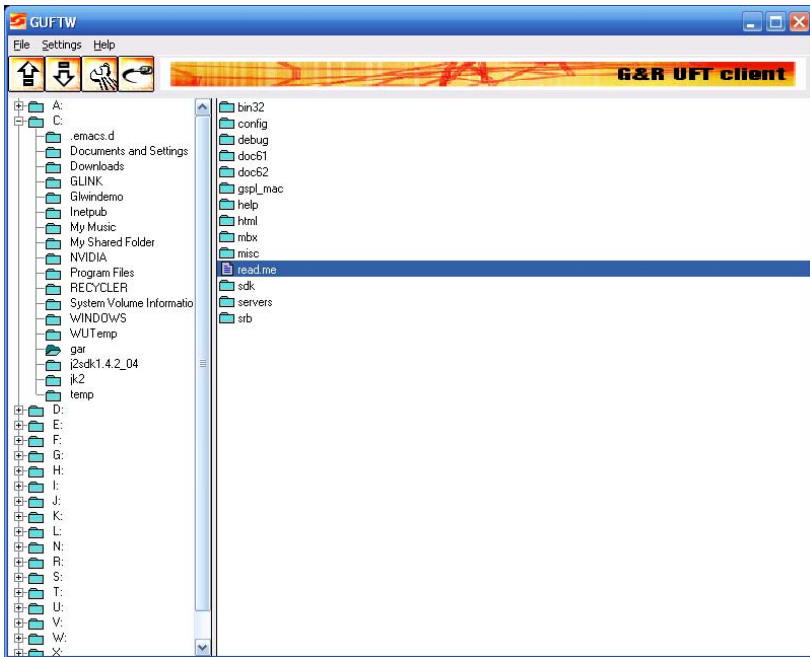 GUFTW
File Settings Help
G&R UFT client
A:
C:
.emacs.d
Documents and Settings
Downloads
GLINK
Glwindemo
Inetpub
My Music
My Shared Folder
NVIDIA
Program Files
RECYCLER
System Volume Informatio
WINDOWS
WUTemp
gar
j2sdk1.4.2_04
jk2
temp
D:
E:
F:
G:
H:
I:
J:
K:
L:
N:
R:
S:
T:
U:
V:
W:
X:
bin32
config
debug
doc61
doc62
gspl_mac
help
html
mbx
misc
read.me
sdk
servers
srb